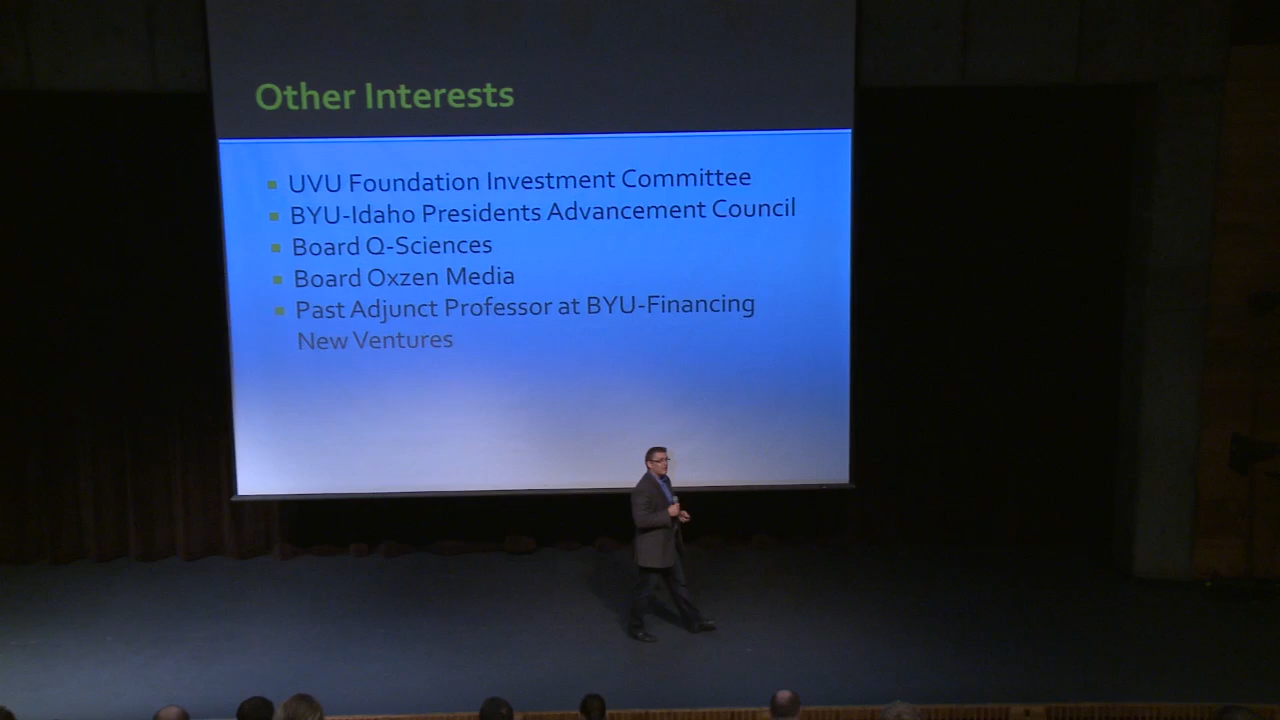 Other Interests
UVU Foundation Investment Committee
BYU-Idaho Presidents Advancement Council
Board Q-Sciences
Board Oxzen Media
Past Adjunct Professor at BYU-Financing
New Ventures